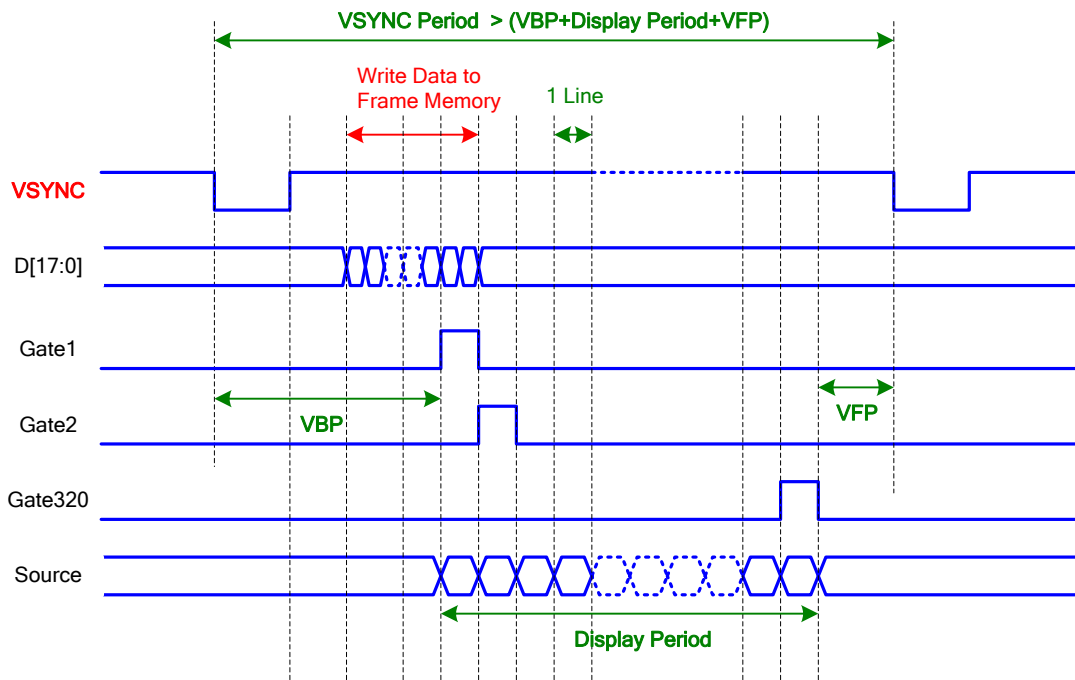 VSYNC Period > (VBP+Display Period+VFP)
Write Data to
Frame Memory
1 Line
VSYNC
D[17:0]
Gate1
VBP
VFP
Gate2
Gate320
Source
Display Period